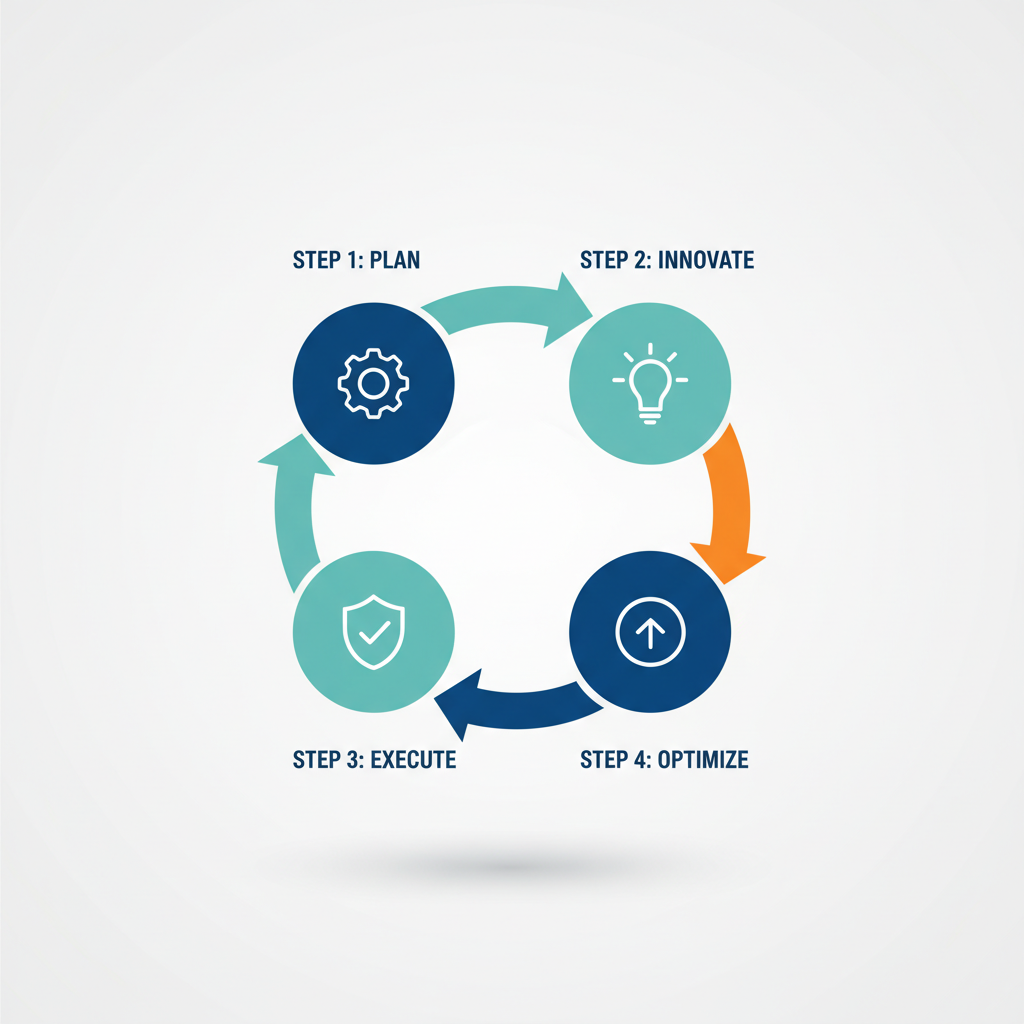 STEP 1: PLAN
STEP 2: INNOVATE
STEP 3: EXECUTE
STEP 4: OPTIMIZE